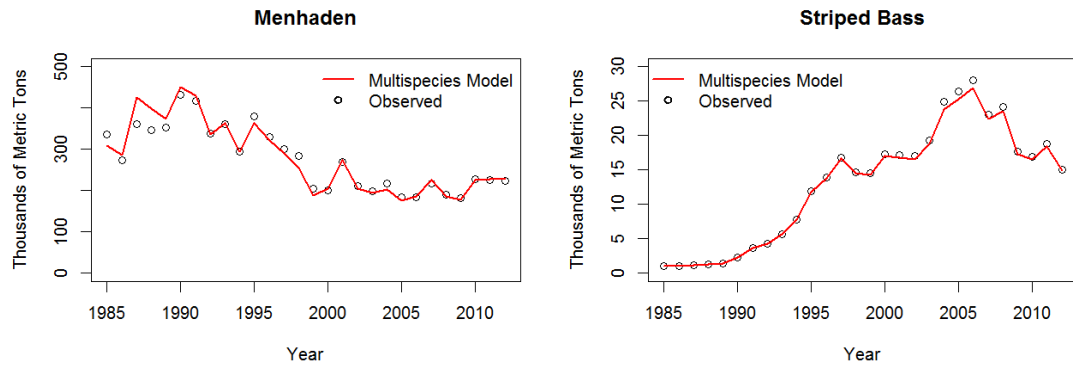 Menhaden
Thousands of Metric Tons
500
300
100
0
Multispecies Model
Observed
1985 1990 1995 2000 2005 2010
Year
Striped Bass
Thousands of Metric Tons
30
25
20
15
10
5
0
Multispecies Model
Observed
1985 1990 1995 2000 2005 2010
Year